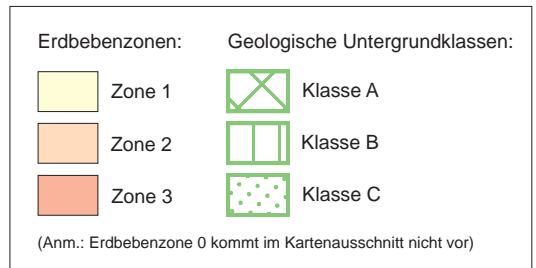 Erdbebenzonen: Geologische Untergrundklassen:
Zone 1 Klasse A
Zone 2 Klasse B
Zone 3 Klasse C
(Anm.: Erdbebenzone 0 kommt im Kartenausschnitt nicht vor)